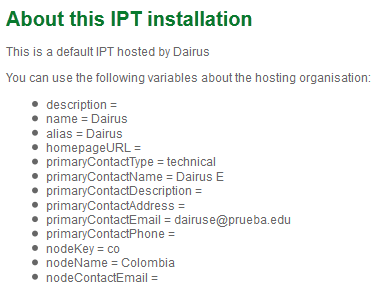 About this IPT installation
This is a default IPT hosted by Dairus
You can use the following variables about the hosting organisation:
description =
name = Dairus
alias = Dairus
homepageURL =
primaryContactType = technical
primaryContactName = Dairus E
primaryContactDescription =
primaryContactAddress =
primaryContactEmail = dairuse@prueba.edu
primaryContactPhone =
nodeKey = co
nodeName = Colombia
nodeContactEmail =